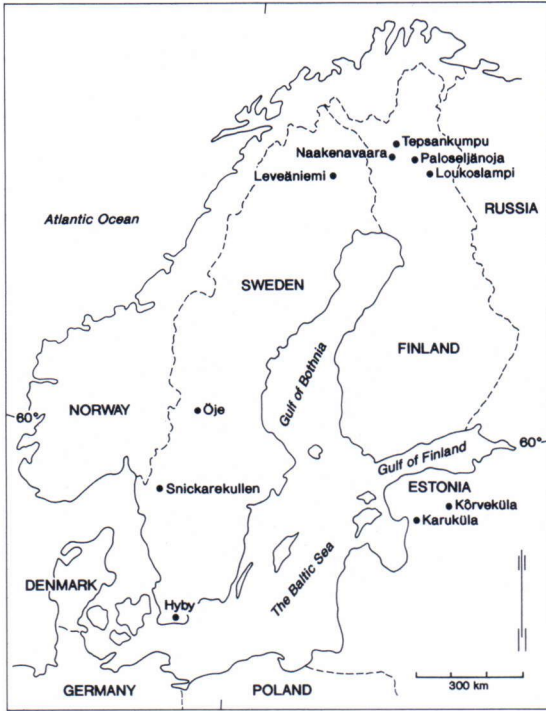 Tepsankumpu
Naakenavaara
Paloseljänoja
Leveäniemi
Loukoslampi
RUSSIA
Atlantic Ocean
SWEDEN
Gulf of Bothnia
FINLAND
NORWAY
Öje
60°
60°
Gulf of Finland
Snickarekullen
ESTONIA
Kõrveküla
Karuküla
The Baltic Sea
DENMARK
Hyby
GERMANY
POLAND
300 km